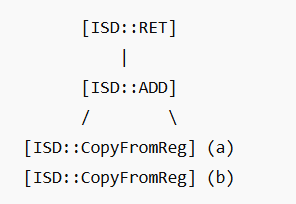 [ISD::RET]
|
[ISD::ADD]
/ \
[ISD::CopyFromReg] (a)
[ISD::CopyFromReg] (b)